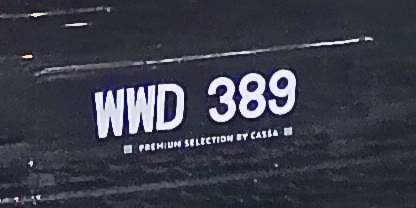 WWD 389
PREMIUM SELECTION BY CASSA